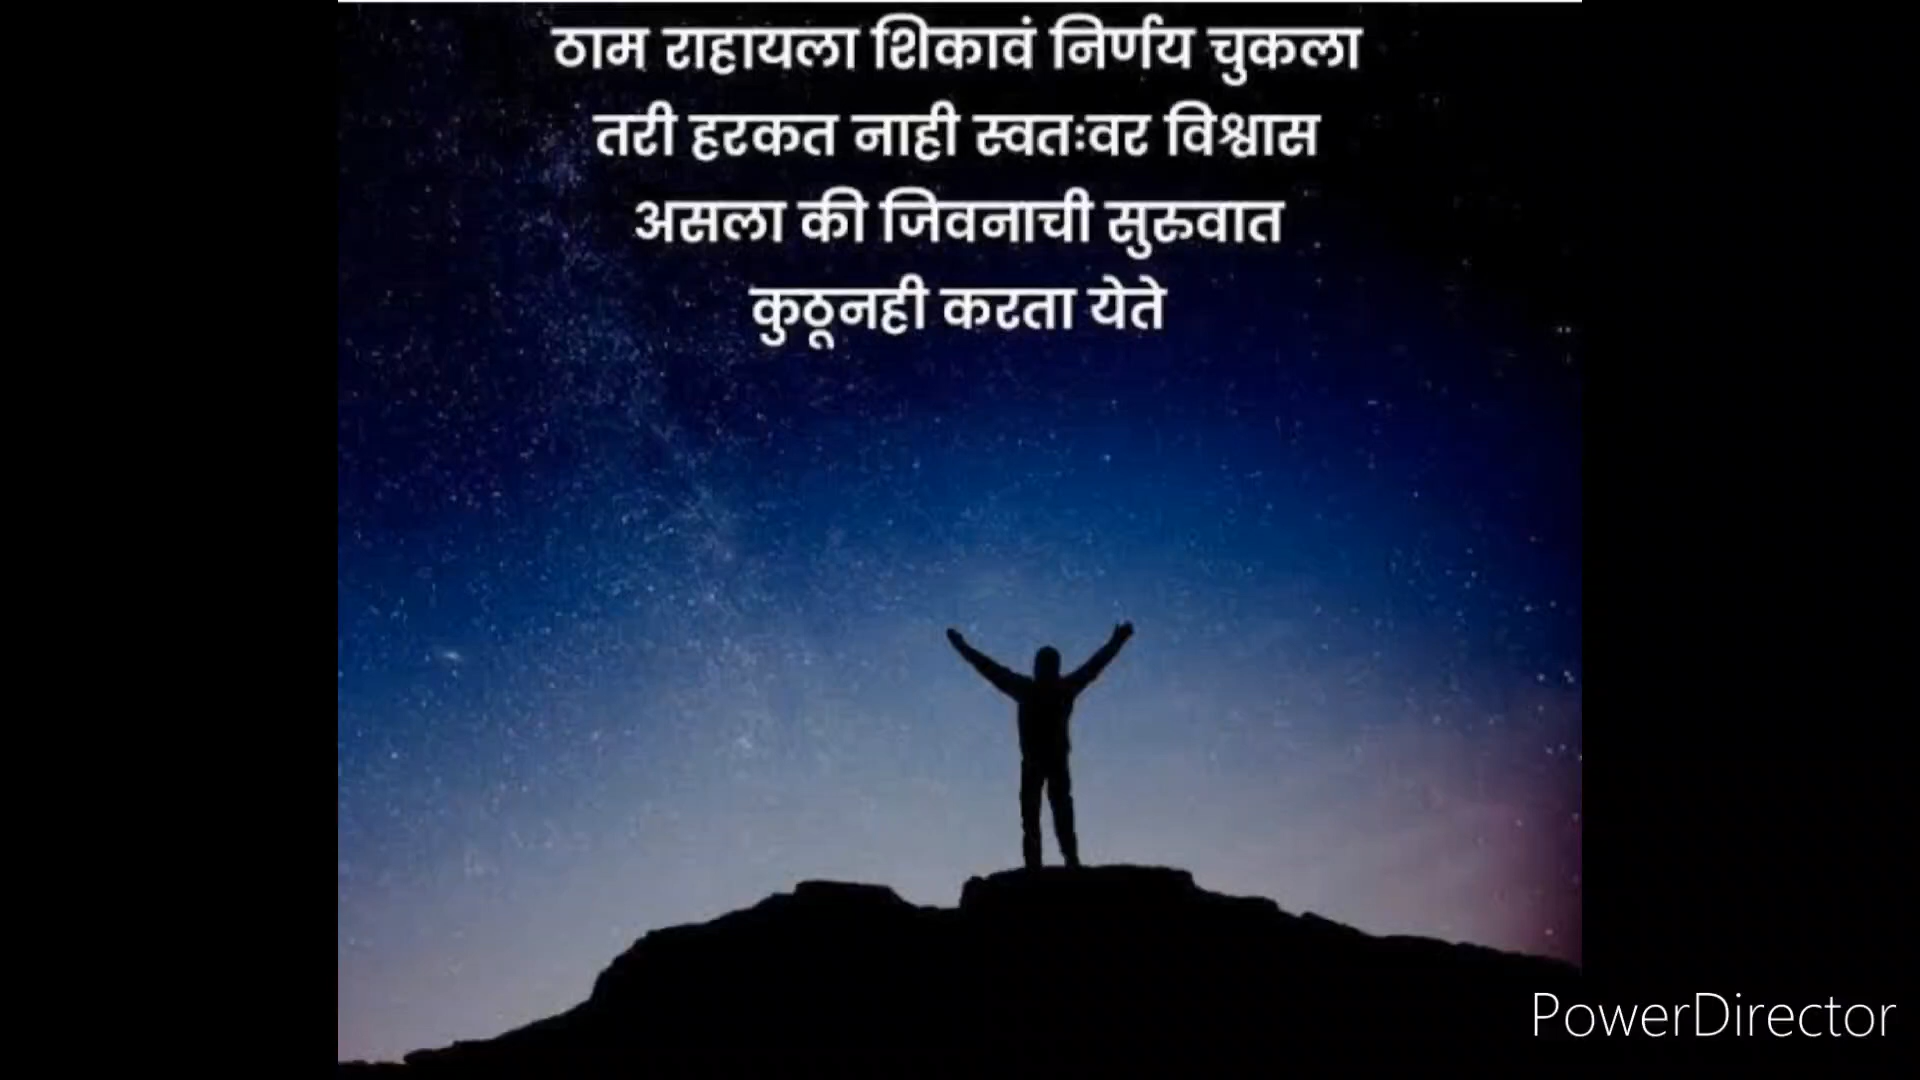 ठाम राहायला शिकावं निर्णय चुकला
तरी हरकत नाही स्वतःवर विश्वास
असला की जिवनाची सुरुवात
कुठूनही करता येते
PowerDirector